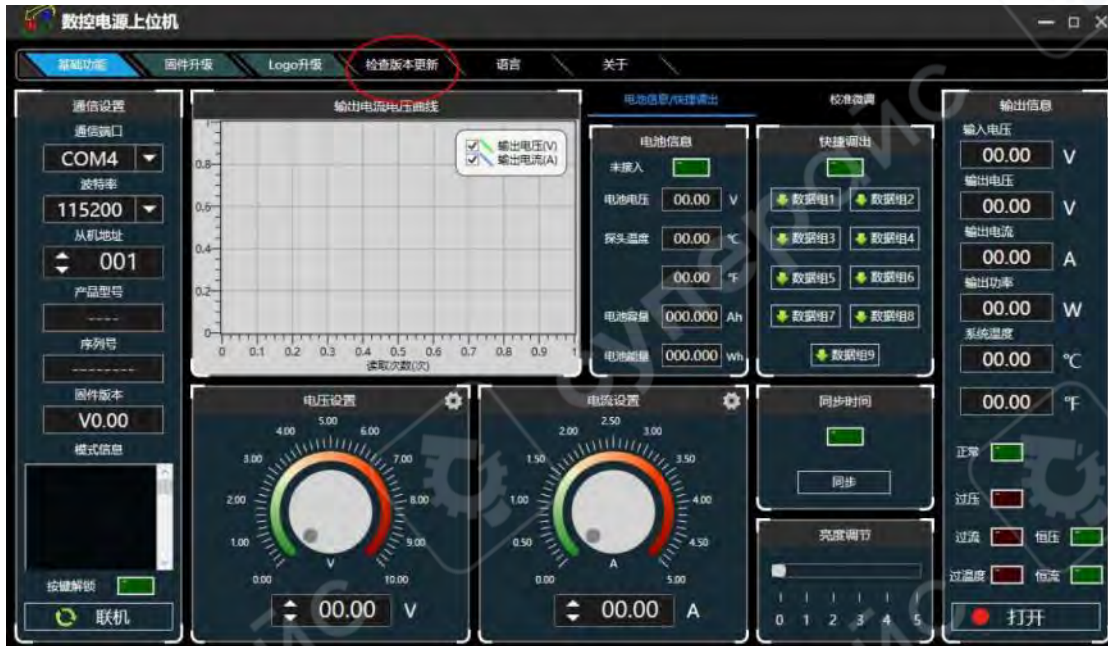 数控电源上位机
基础功能 固件升级 Logo升级 检查版本更新 语言 关于
通信设置
通信端口
COM4
波特率
115200
从机地址
001
产品型号
----
序列号
--------
固件版本
V0.00
模式信息
按键解锁
联机
输出电流电压曲线
输出电压(V)
输出电流(A)
1
0.8
0.6
0.4
0.2
0
0 0.1 0.2 0.3 0.4 0.5 0.6 0.7 0.8 0.9 1
读取次数(次)
电池信息/快捷调出 校准微调
电池信息
未接入
电池电压 00.00 V
探头温度 00.00 ℃
00.00 ℉
电池容量 000.000 Ah
电池能量 000.000 Wh
快捷调出
数据组1 数据组2
数据组3 数据组4
数据组5 数据组6
数据组7 数据组8
数据组9
电压设置
0.00 1.00 2.00 3.00 4.00 5.00 6.00 7.00 8.00 9.00 10.00
V
00.00 V
电流设置
0.00 0.50 1.00 1.50 2.00 2.50 3.00 3.50 4.00 4.50 5.00
A
00.00 A
同步时间
同步
亮度调节
0 1 2 3 4 5
输出信息
输入电压
00.00 V
输出电压
00.00 V
输出电流
00.00 A
输出功率
00.00 W
系统温度
00.00 ℃
00.00 ℉
正常
过压
过流 恒压
过温度 恒流
打开
суперойс